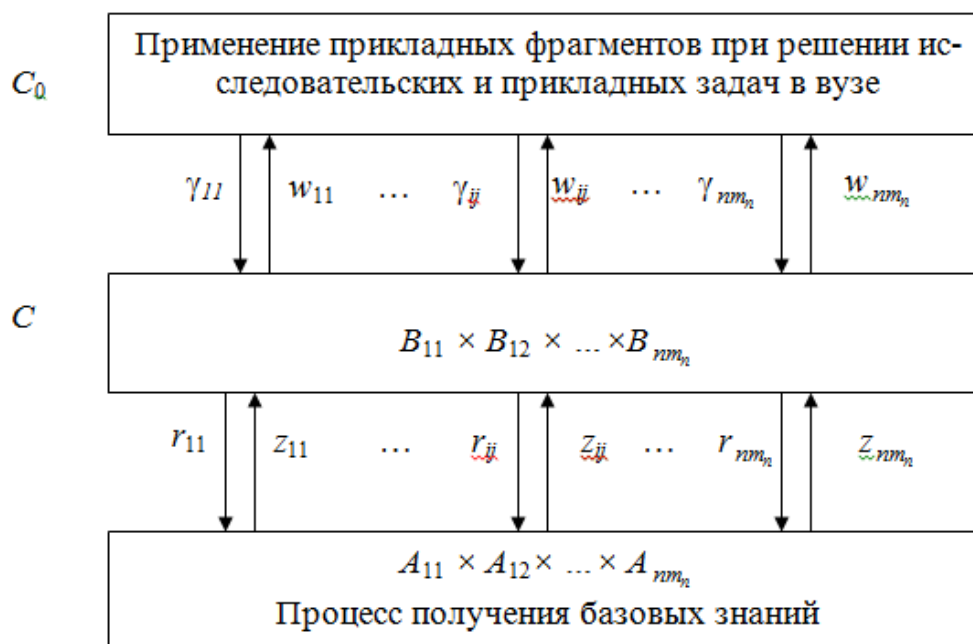 Применение прикладных фрагментов при решении ис-
C₀ следовательских и прикладных задач в вузе
γ₁₁ w₁₁ … γᵢⱼ wᵢⱼ … γₙₘₙ wₙₘₙ
C
B₁₁ × B₁₂ × … ×Bₙₘₙ
r₁₁ z₁₁ … rᵢⱼ zᵢⱼ … rₙₘₙ zₙₘₙ
A₁₁ × A₁₂× …× Aₙₘₙ
Процесс получения базовых знаний